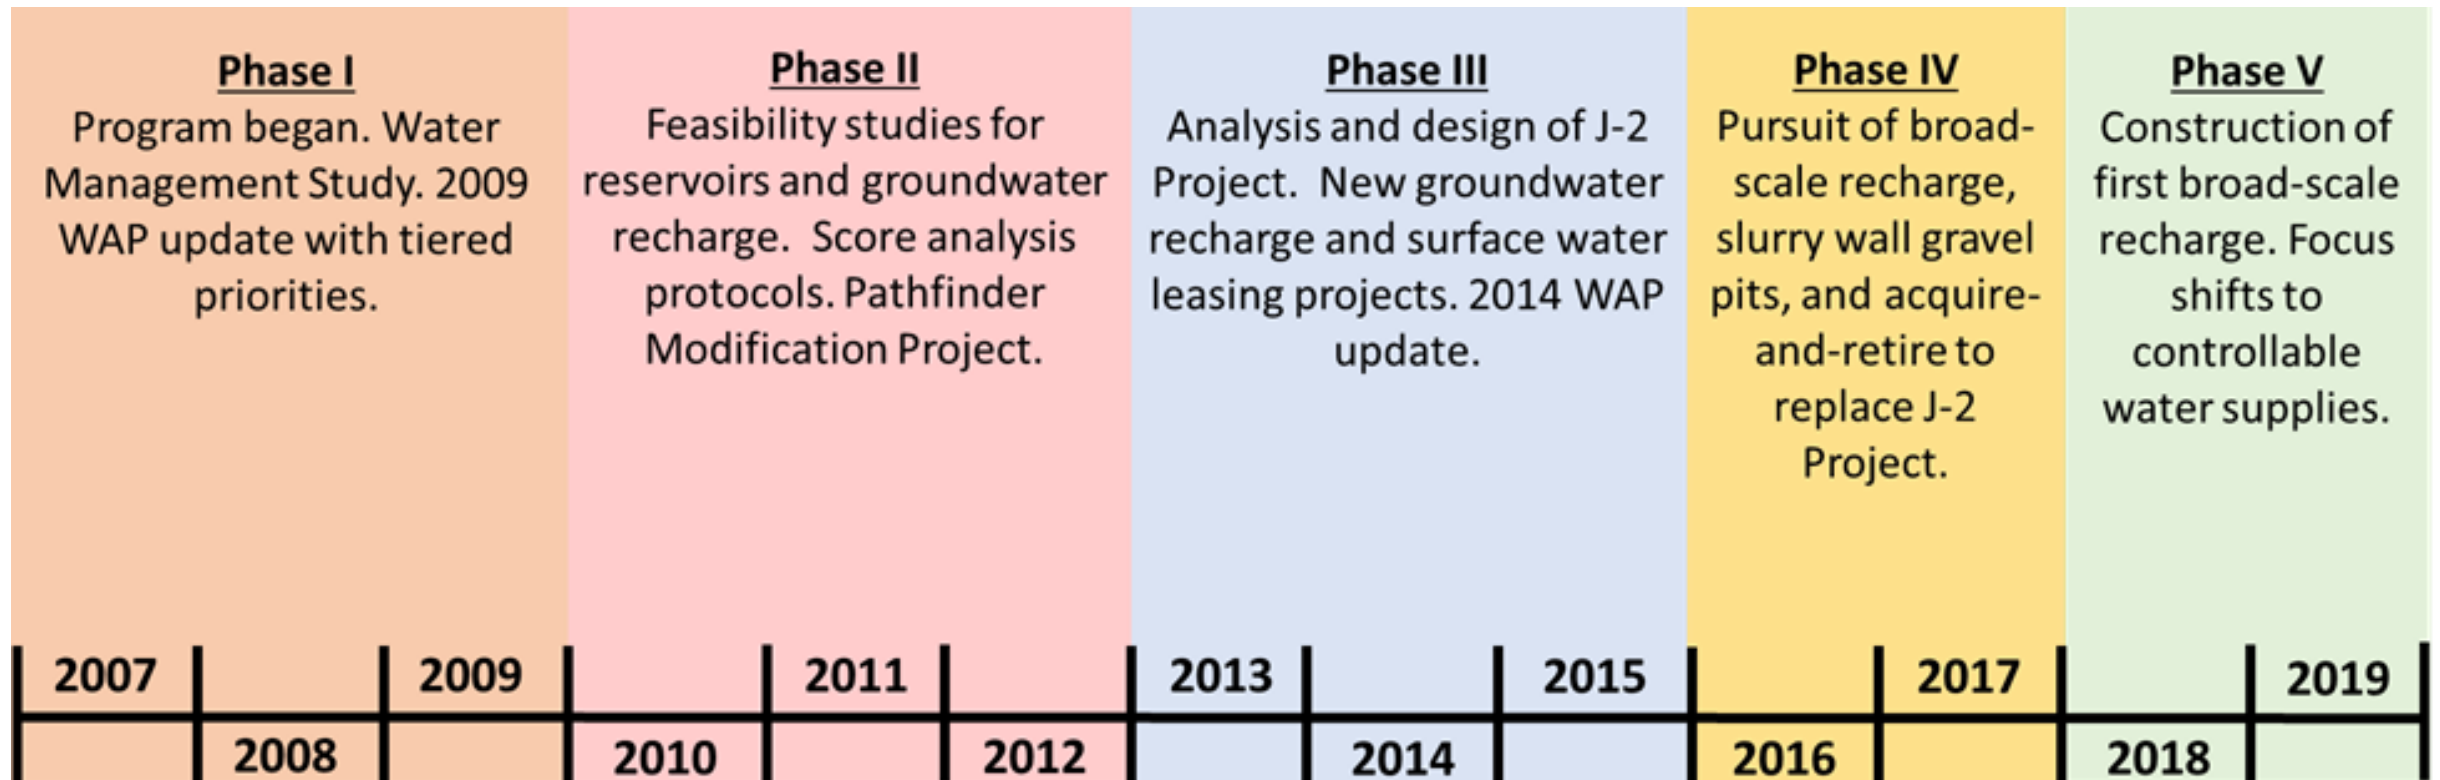 Phase I
Program began. Water
Management Study. 2009
WAP update with tiered
priorities.
Phase II
Feasibility studies for
reservoirs and groundwater
recharge.  Score analysis
protocols. Pathfinder
Modification Project.
Phase III
Analysis and design of J-2
Project.  New groundwater
recharge and surface water
leasing projects. 2014 WAP
update.
Phase IV
Pursuit of broad-
scale recharge,
slurry wall gravel
pits, and acquire-
and-retire to
replace J-2
Project.
Phase V
Construction of
first broad-scale
recharge. Focus
shifts to
controllable
water supplies.
2007
2008
2009
2010
2011
2012
2013
2014
2015
2016
2017
2018
2019